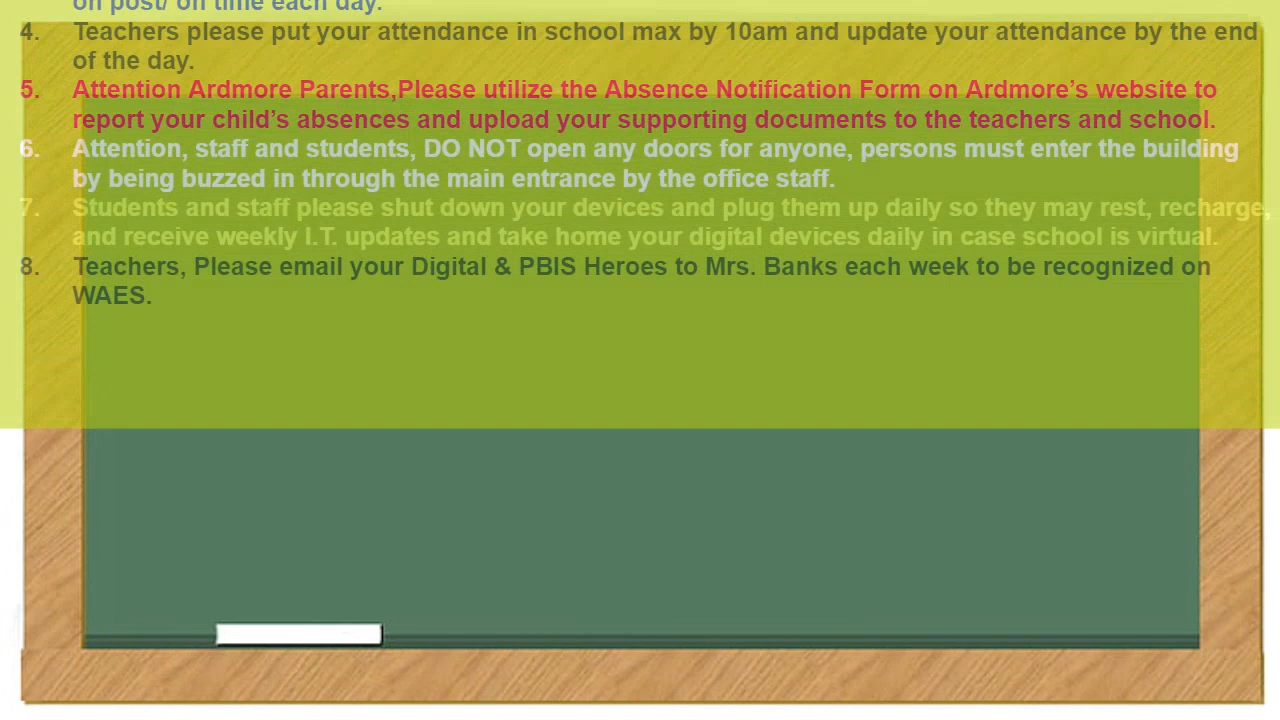 on post/ on time each day.
4. Teachers please put your attendance in school max by 10am and update your attendance by the end
of the day.
5. Attention Ardmore Parents,Please utilize the Absence Notification Form on Ardmore’s website to
report your child’s absences and upload your supporting documents to the teachers and school.
6. Attention, staff and students, DO NOT open any doors for anyone, persons must enter the building
by being buzzed in through the main entrance by the office staff.
7. Students and staff please shut down your devices and plug them up daily so they may rest, recharge,
and receive weekly I.T. updates and take home your digital devices daily in case school is virtual.
8. Teachers, Please email your Digital & PBIS Heroes to Mrs. Banks each week to be recognized on
WAES.